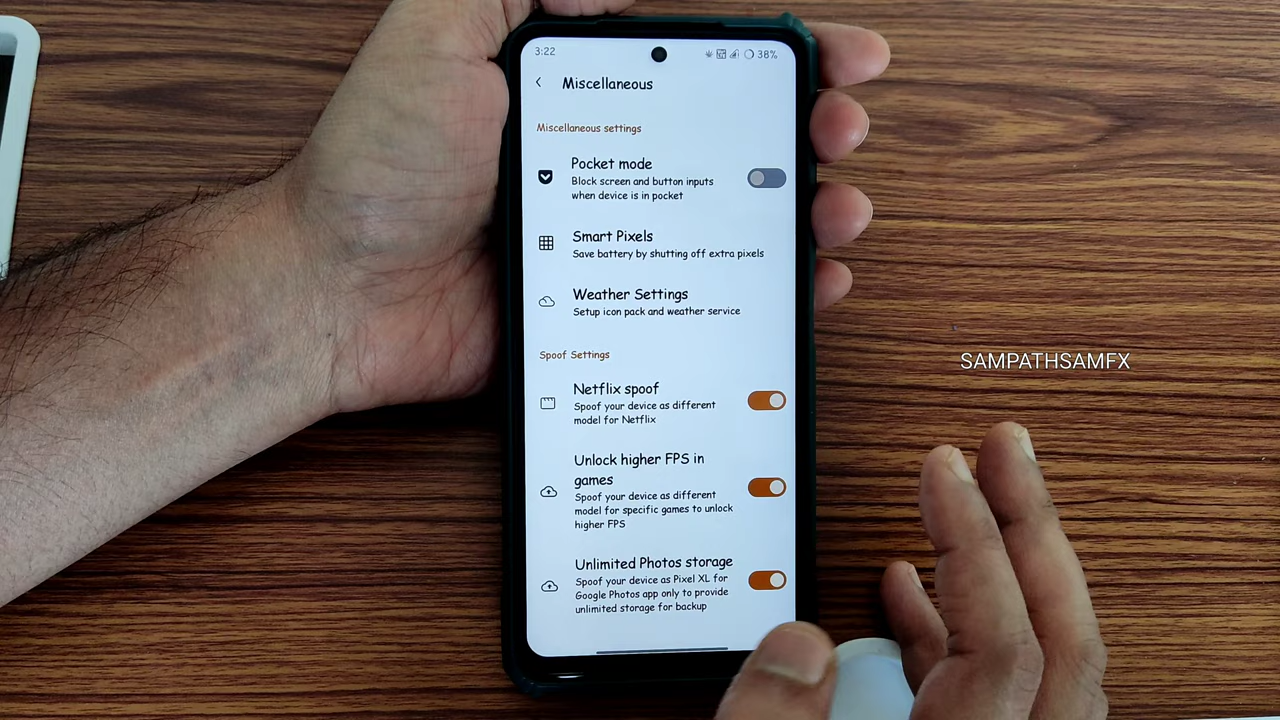 3:22
38%
Miscellaneous
Miscellaneous settings
Pocket mode
Block screen and button inputs
when device is in pocket
Smart Pixels
Save battery by shutting off extra pixels
Weather Settings
Setup icon pack and weather service
Spoof Settings
Netflix spoof
Spoof your device as different
model for Netflix
Unlock higher FPS in
games
Spoof your device as different
model for specific games to unlock
higher FPS
Unlimited Photos storage
Spoof your device as Pixel XL for
Google Photos app only to provide
unlimited storage for backup
SAMPATHSAMFX